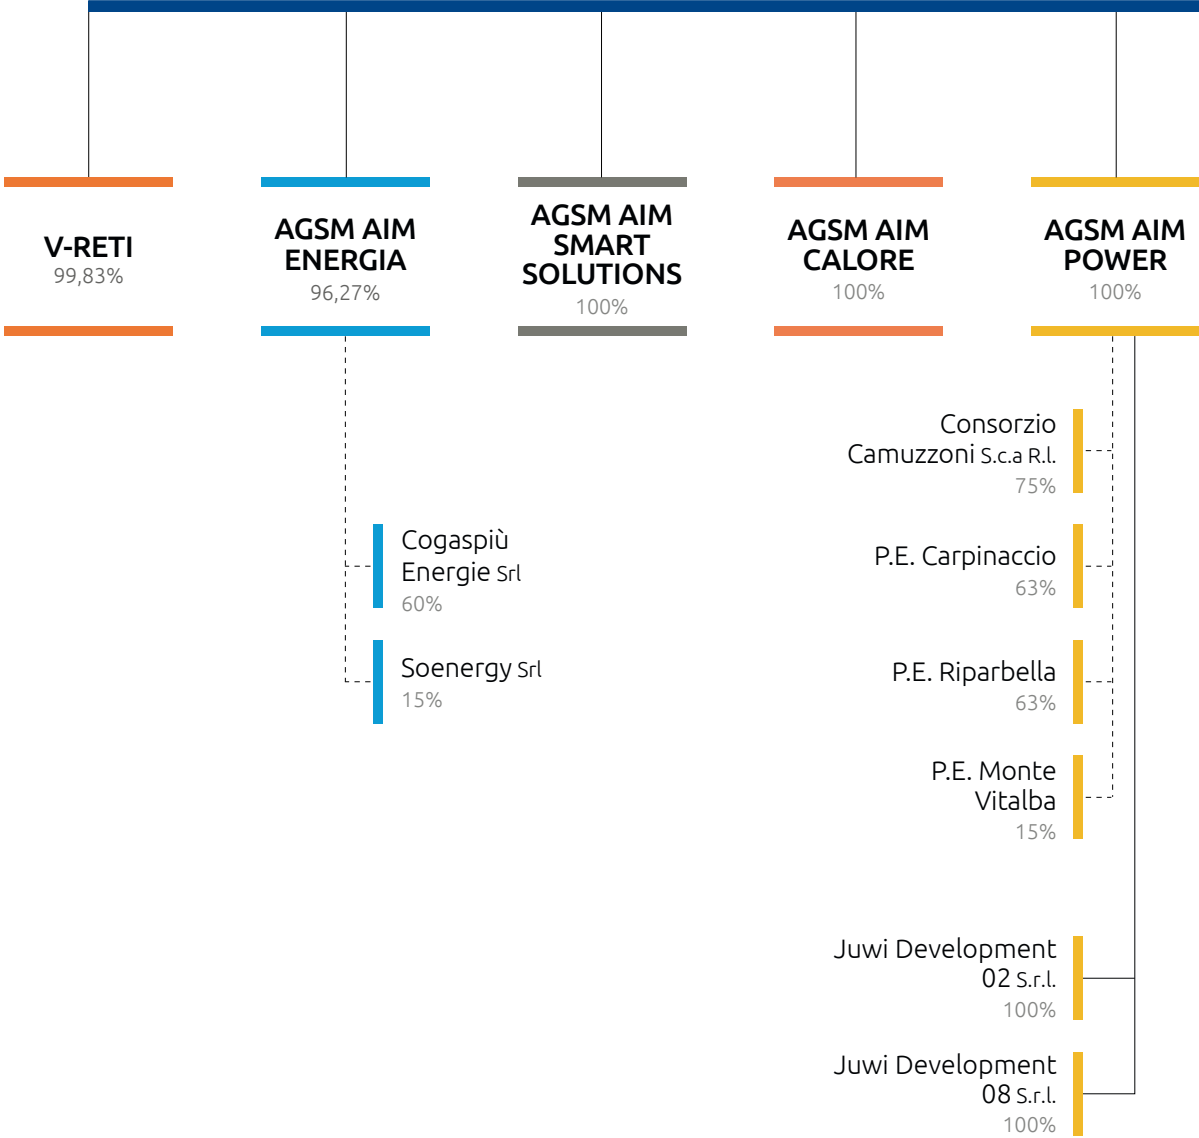 V-RETI
99,83%
AGSM AIM
ENERGIA
96,27%
AGSM AIM
SMART
SOLUTIONS
100%
AGSM AIM
CALORE
100%
AGSM AIM
POWER
100%
Cogaspiù
Energie Srl
60%
Soenergy Srl
15%
Consorzio
Camuzzoni S.c.a R.l.
75%
P.E. Carpinaccio
63%
P.E. Riparbella
63%
P.E. Monte
Vitalba
15%
Juwi Development
02 S.r.l.
100%
Juwi Development
08 S.r.l.
100%